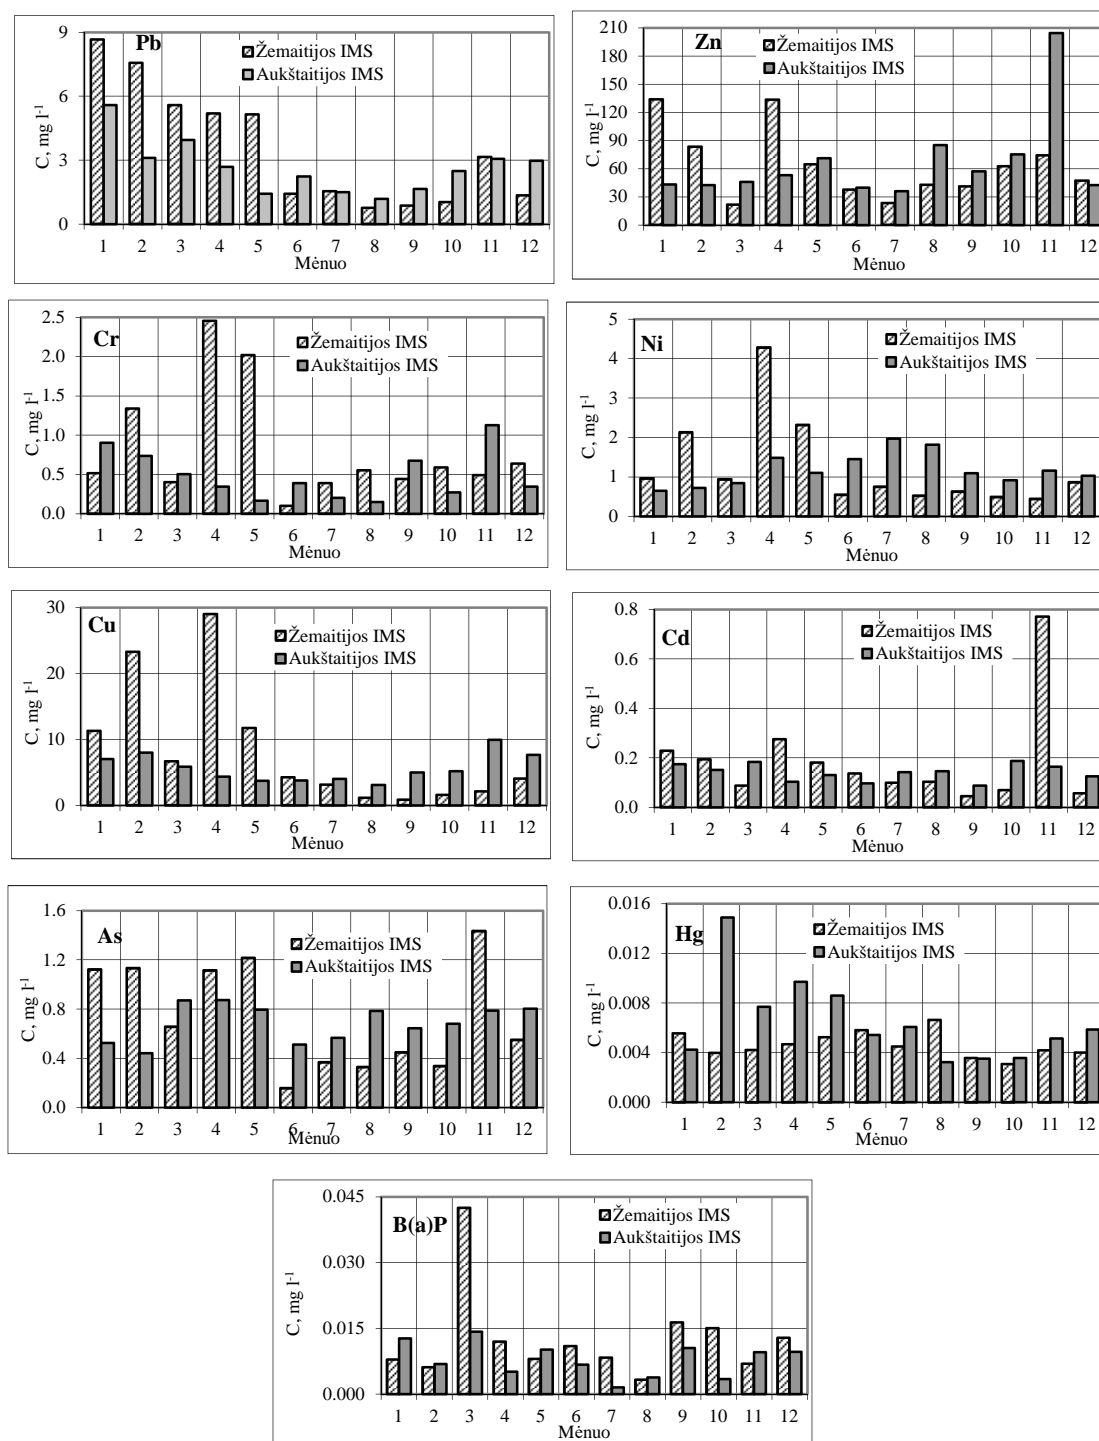 Pb
Žemaitijos IMS
Aukštaitijos IMS
C, mg l-1
9
6
3
0
1 2 3 4 5 6 7 8 9 10 11 12
Mėnuo
Zn
Žemaitijos IMS
Aukštaitijos IMS
C, mg l-1
210
180
150
120
90
60
30
0
1 2 3 4 5 6 7 8 9 10 11 12
Mėnuo
Cr
Žemaitijos IMS
Aukštaitijos IMS
C, mg l-1
2.5
2.0
1.5
1.0
0.5
0.0
1 2 3 4 5 6 7 8 9 10 11 12
Mėnuo
Ni
Žemaitijos IMS
Aukštaitijos IMS
C, mg l-1
5
4
3
2
1
0
1 2 3 4 5 6 7 8 9 10 11 12
Mėnuo
Cu
Žemaitijos IMS
Aukštaitijos IMS
C, mg l-1
30
20
10
0
1 2 3 4 5 6 7 8 9 10 11 12
Mėnuo
Cd
Žemaitijos IMS
Aukštaitijos IMS
C, mg l-1
0.8
0.6
0.4
0.2
0.0
1 2 3 4 5 6 7 8 9 10 11 12
Mėnuo
As
Žemaitijos IMS
Aukštaitijos IMS
C, mg l-1
1.6
1.2
0.8
0.4
0.0
1 2 3 4 5 6 7 8 9 10 11 12
Mėnuo
Hg
Žemaitijos IMS
Aukštaitijos IMS
C, mg l-1
0.016
0.012
0.008
0.004
0.000
1 2 3 4 5 6 7 8 9 10 11 12
Mėnuo
B(a)P
Žemaitijos IMS
Aukštaitijos IMS
C, mg l-1
0.045
0.030
0.015
0.000
1 2 3 4 5 6 7 8 9 10 11 12
Mėnuo